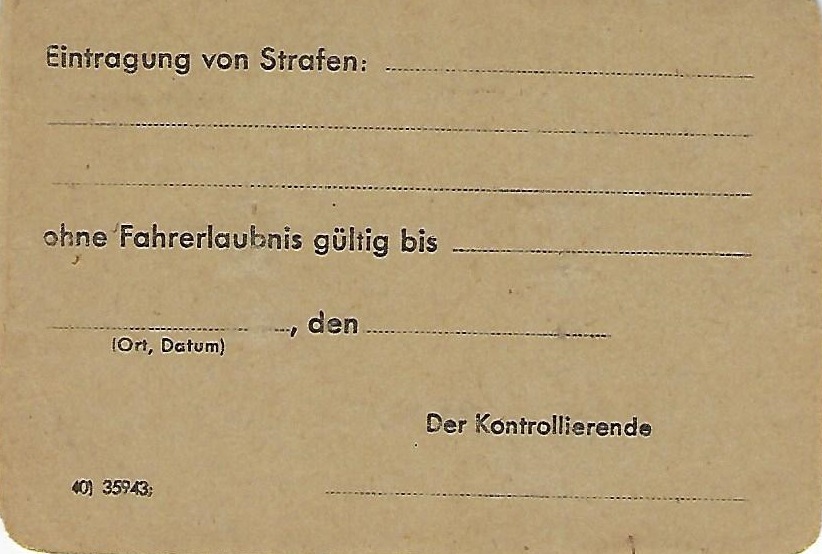 Eintragung von Strafen:
ohne Fahrerlaubnis gültig bis
, den
(Ort, Datum)
Der Kontrollierende
40) 35943;